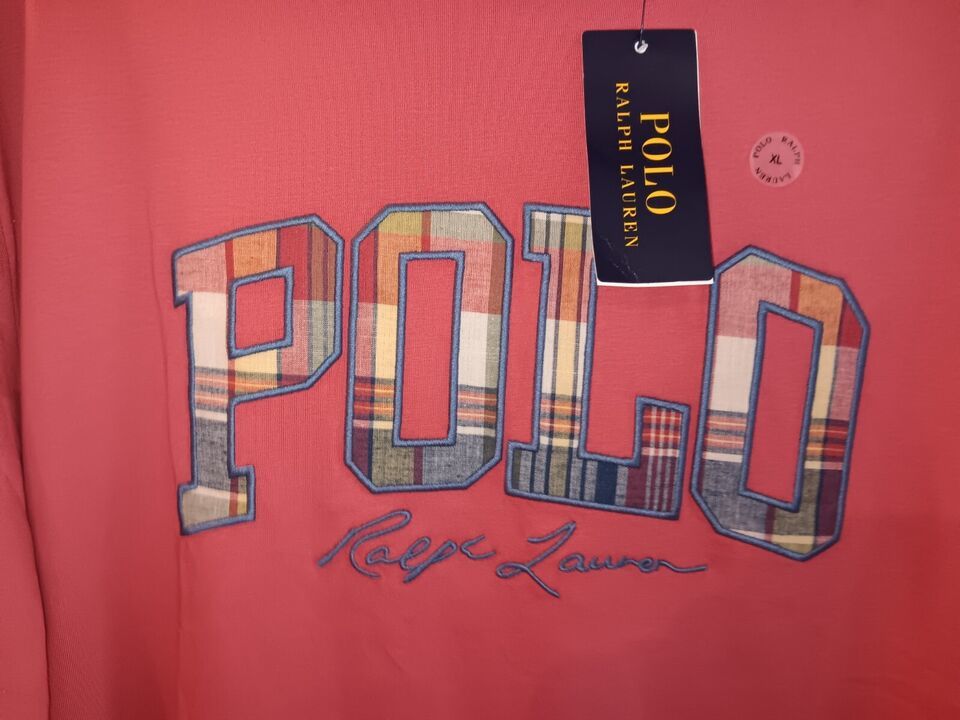 POLO
RALPH LAUREN
POLO RALPH LAUREN
XL
POLO
Ralph Lauren